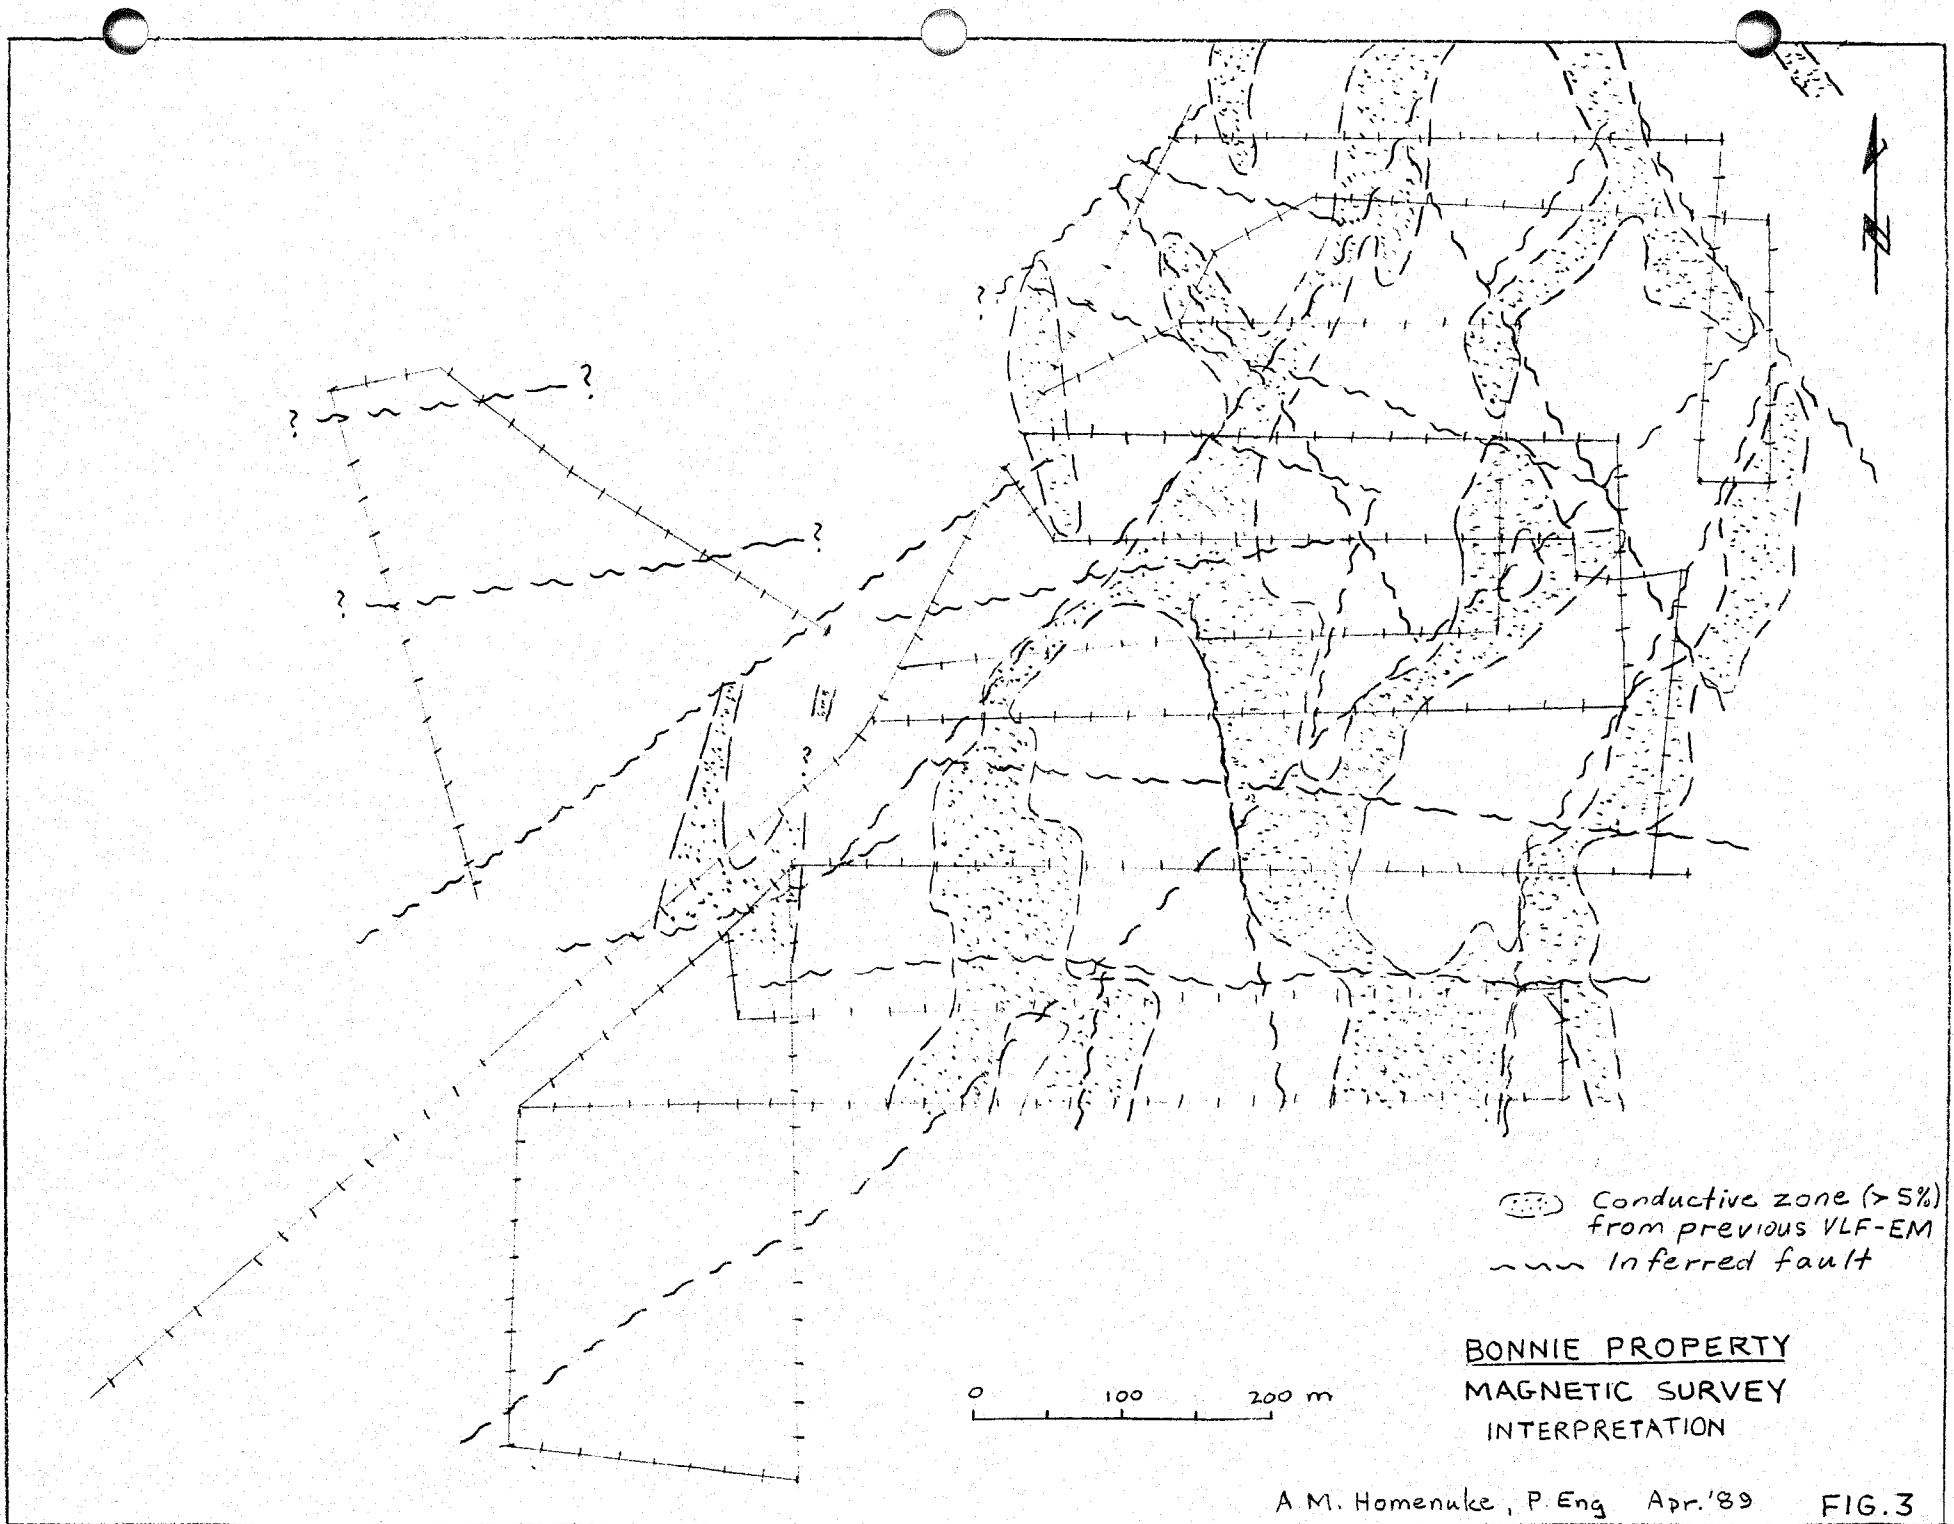 ?
?
?
?
?
?
N
Conductive zone (> 5%)
from previous VLF-EM
Inferred fault
BONNIE PROPERTY
MAGNETIC SURVEY
INTERPRETATION
0 100 200 m
A.M. Homenuke, P.Eng Apr.'89 FIG.3